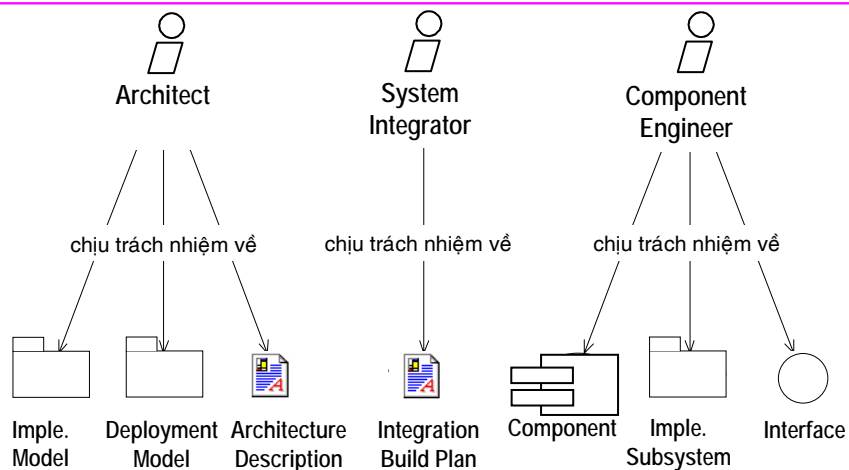 Architect
System
Integrator
Component
Engineer
chịu trách nhiệm về
chịu trách nhiệm về
chịu trách nhiệm về
Imple.
Model
Deployment
Model
Architecture
Description
Integration
Build Plan
Component
Imple.
Subsystem
Interface